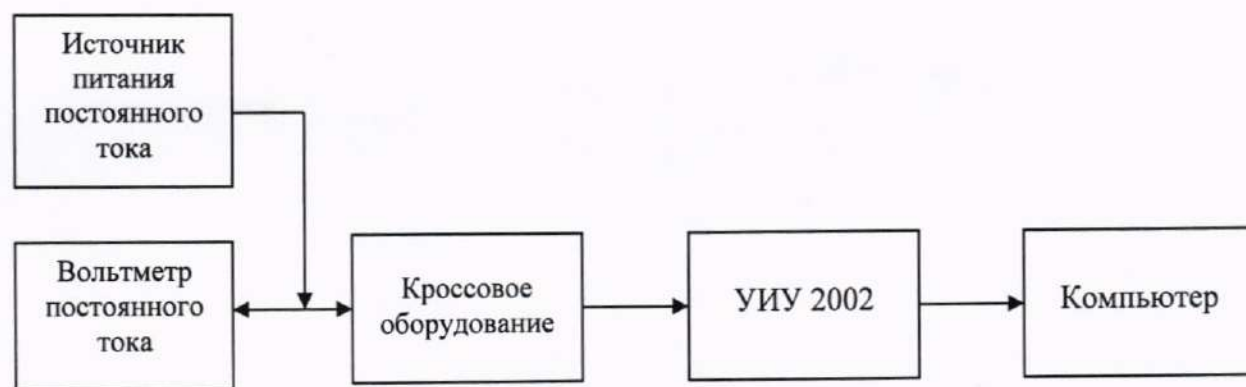 Источник
питания
постоянного
тока
Вольтметр
постоянного
тока
Кроссовое
оборудование
УИУ 2002
Компьютер